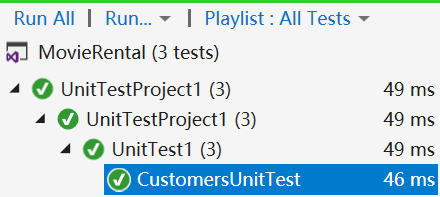 Run All | Run... | Playlist : All Tests
MovieRental (3 tests)
UnitTestProject1 (3) 49 ms
UnitTestProject1 (3) 49 ms
UnitTest1 (3) 49 ms
CustomersUnitTest 46 ms